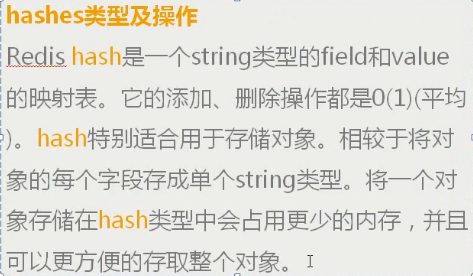 hashes类型及操作
Redis hash是一个string类型的field和value
的映射表。它的添加、删除操作都是0(1)(平均
)。hash特别适合用于存储对象。相较于将对
象的每个字段存成单个string类型。将一个对
象存储在hash类型中会占用更少的内存，并且
可以更方便的存取整个对象。